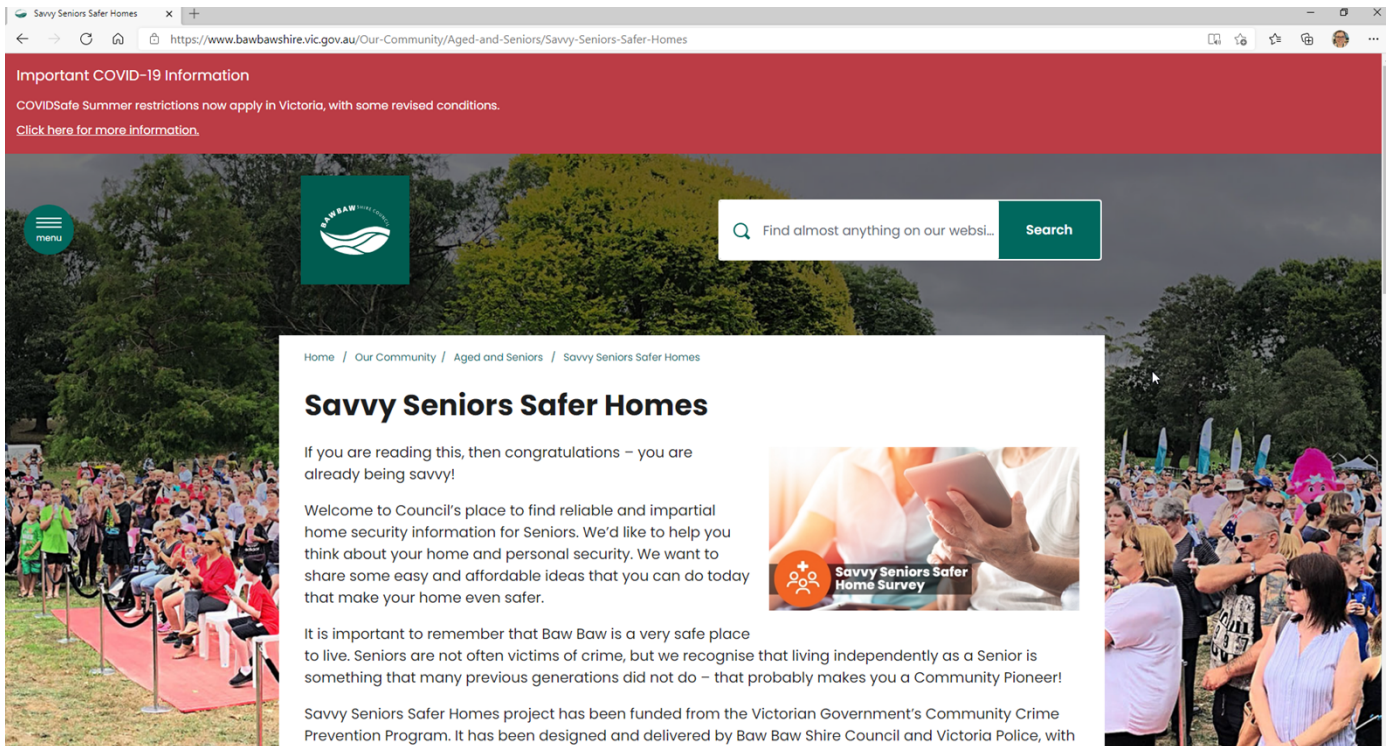 Savvy Seniors Safer Homes
https://www.bawbawshire.vic.gov.au/Our-Community/Aged-and-Seniors/Savvy-Seniors-Safer-Homes
Important COVID-19 Information
COVIDSafe Summer restrictions now apply in Victoria, with some revised conditions.
Click here for more information.
menu
BAW BAW SHIRE COUNCIL
Find almost anything on our websi...
Search
Home / Our Community / Aged and Seniors / Savvy Seniors Safer Homes
Savvy Seniors Safer Homes
If you are reading this, then congratulations – you are
already being savvy!
Welcome to Council's place to find reliable and impartial
home security information for Seniors. We'd like to help you
think about your home and personal security. We want to
share some easy and affordable ideas that you can do today
that make your home even safer.
Savvy Seniors Safer
Home Survey
It is important to remember that Baw Baw is a very safe place
to live. Seniors are not often victims of crime, but we recognise that living independently as a Senior is
something that many previous generations did not do – that probably makes you a Community Pioneer!
Savvy Seniors Safer Homes project has been funded from the Victorian Government's Community Crime
Prevention Program. It has been designed and delivered by Baw Baw Shire Council and Victoria Police, with